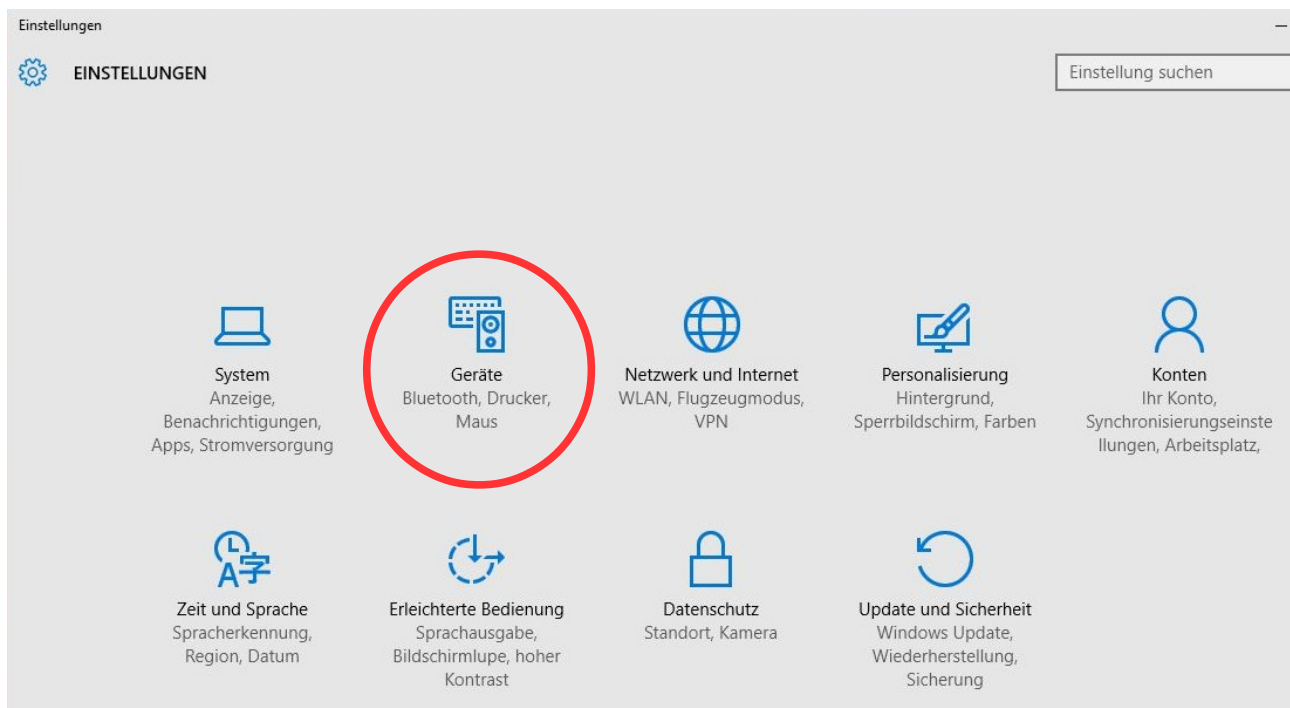 Einstellungen
EINSTELLUNGEN
Einstellung suchen
System
Anzeige,
Benachrichtigungen,
Apps, Stromversorgung
Geräte
Bluetooth, Drucker,
Maus
Netzwerk und Internet
WLAN, Flugzeugmodus,
VPN
Personalisierung
Hintergrund,
Sperrbildschirm, Farben
Konten
Ihr Konto,
Synchronisierungseinste
llungen, Arbeitsplatz,
Zeit und Sprache
Spracherkennung,
Region, Datum
Erleichterte Bedienung
Sprachausgabe,
Bildschirmlupe, hoher
Kontrast
Datenschutz
Standort, Kamera
Update und Sicherheit
Windows Update,
Wiederherstellung,
Sicherung